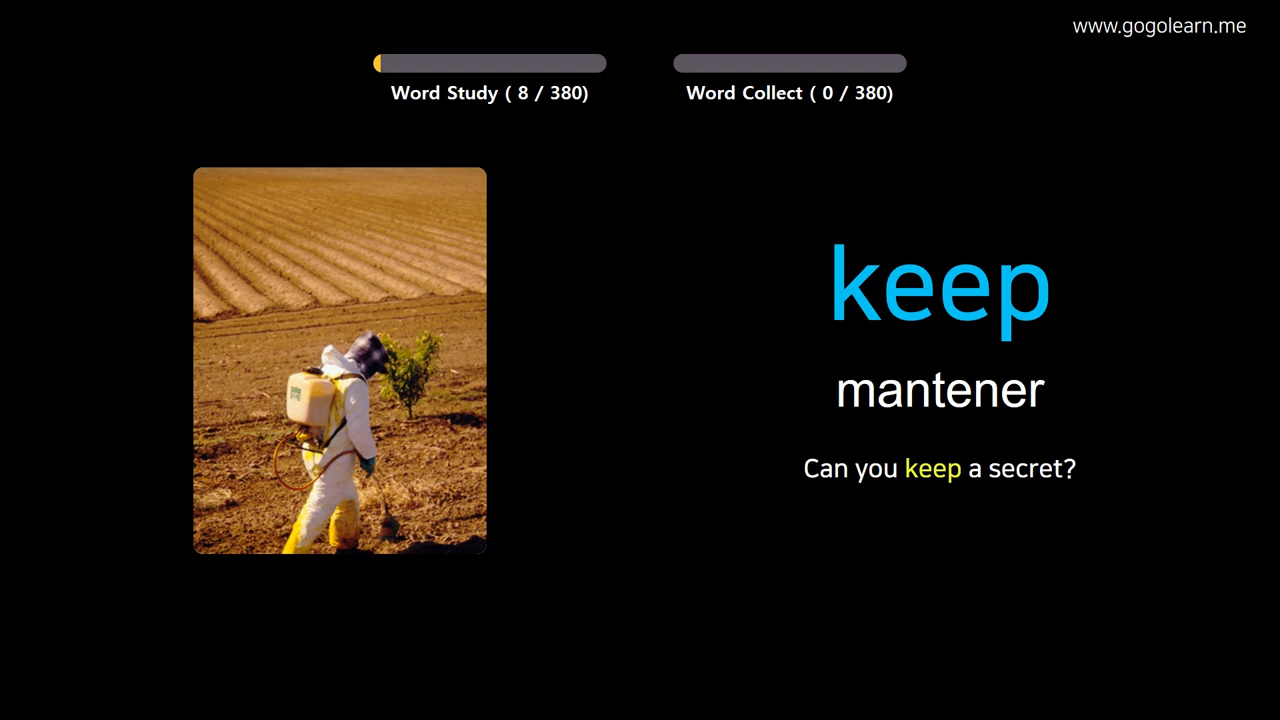 www.gogolearn.me
Word Study ( 8 / 380)
Word Collect ( 0 / 380)
keep
mantener
Can you keep a secret?